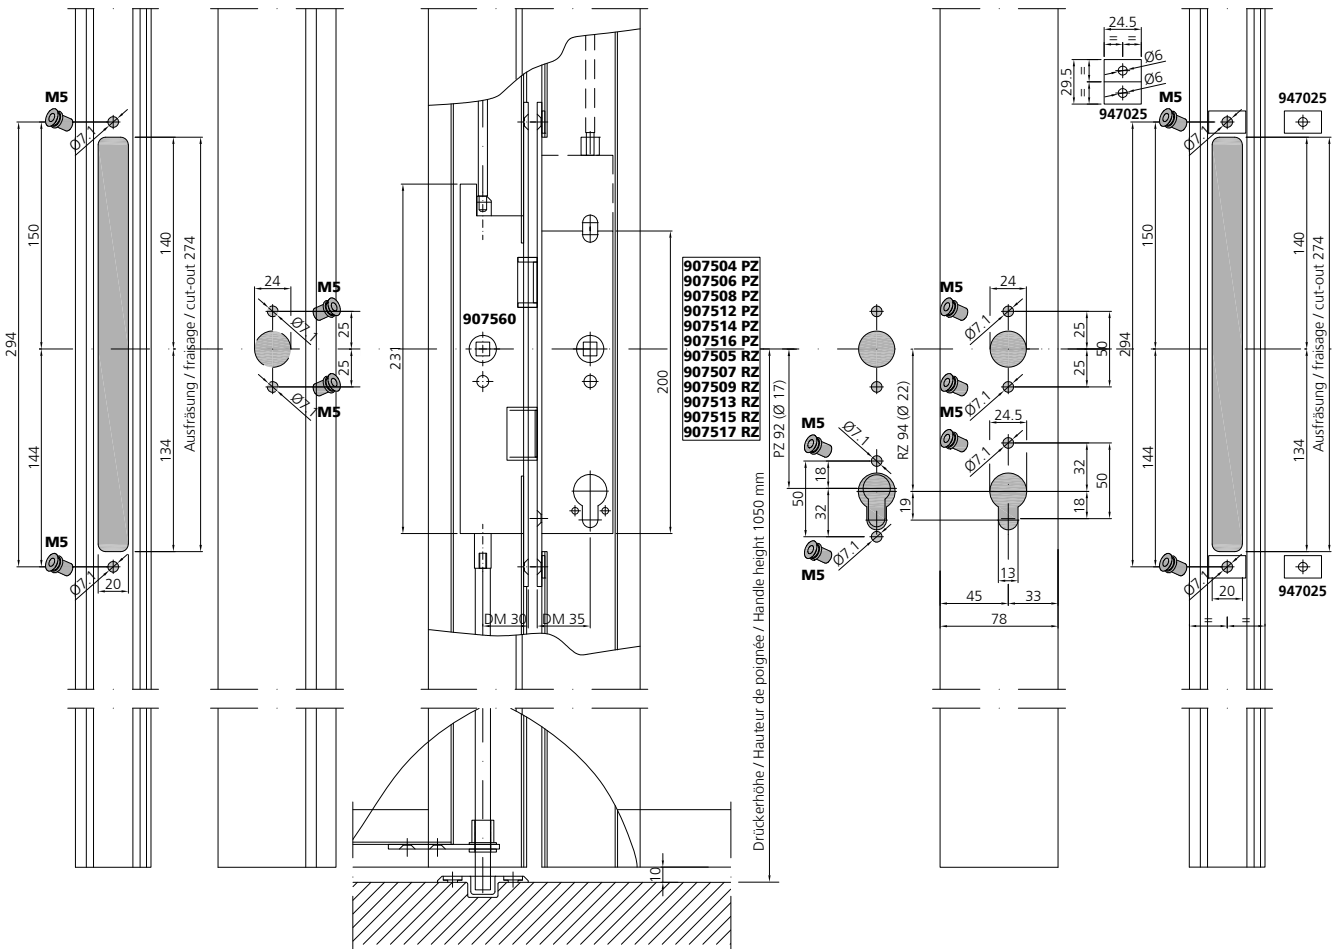 M5
Ø7.1
294
150
144
140
134
Ausfräsung / fraisage / cut-out 274
M5
Ø7.1
20
24
M5
Ø7.1
25
25
Ø7.1
M5
231
907560
200
DM 30
DM 35
10
907504 PZ
907506 PZ
907508 PZ
907512 PZ
907514 PZ
907516 PZ
907505 RZ
907507 RZ
907509 RZ
907513 RZ
907515 RZ
907517 RZ
Drückerhöhe / Hauteur de poignée / Handle height 1050 mm
PZ 92 (Ø 17)
M5
Ø7.1
18
50
32
Ø7.1
M5
RZ 94 (Ø 22)
19
M5
24
Ø7.1
25
25
50
M5
Ø7.1
M5
24.5
Ø7.1
32
18
50
13
45
33
78
24.5
= =
29.5
=
=
Ø6
Ø6
947025
M5
Ø7.1
947025
294
150
144
140
134
Ausfräsung / fraisage / cut-out 274
M5
Ø7.1
20
947025
= =